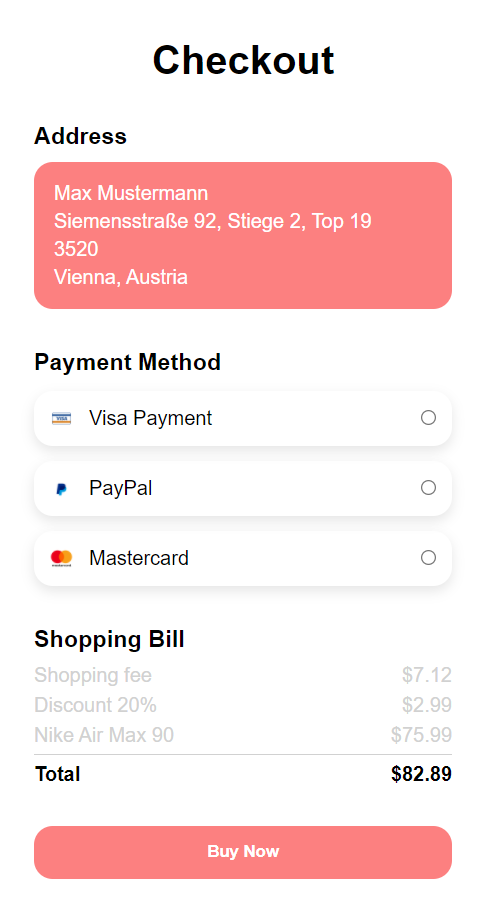 Checkout
Address
Max Mustermann
Siemensstraße 92, Stiege 2, Top 19
3520
Vienna, Austria
Payment Method
VISA Visa Payment
PayPal
Mastercard
Shopping Bill
Shopping fee $7.12
Discount 20% $2.99
Nike Air Max 90 $75.99
Total $82.89
Buy Now